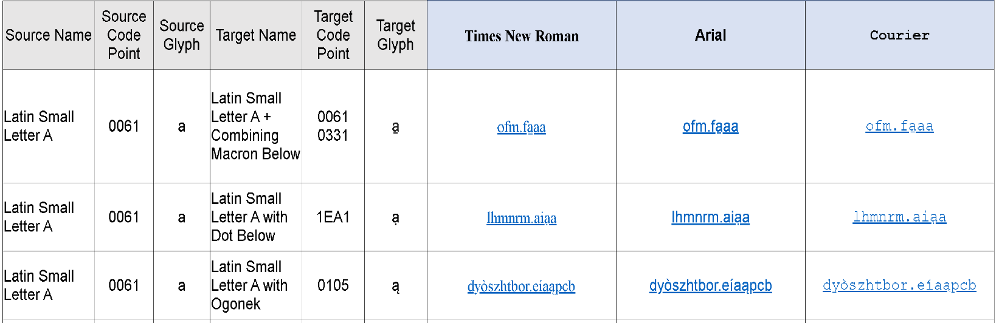 Source Name
Source
Code
Point
Source
Glyph
Target Name
Target
Code
Point
Target
Glyph
Times New Roman
Arial
Courier
Latin Small
Letter A
0061
a
Latin Small
Letter A +
Combining
Macron Below
0061
0331
a̱
ofm.fa̱aa
ofm.fa̱aa
ofm.fa̱aa
Latin Small
Letter A
0061
a
Latin Small
Letter A with
Dot Below
1EA1
ạ
lhmnrm.aiạa
lhmnrm.aiạa
lhmnrm.aiạa
Latin Small
Letter A
0061
a
Latin Small
Letter A with
Ogonek
0105
ą
dyòszhtbor.eíaąpcb
dyòszhtbor.eíaąpcb
dyòszhtbor.eíaąpcb